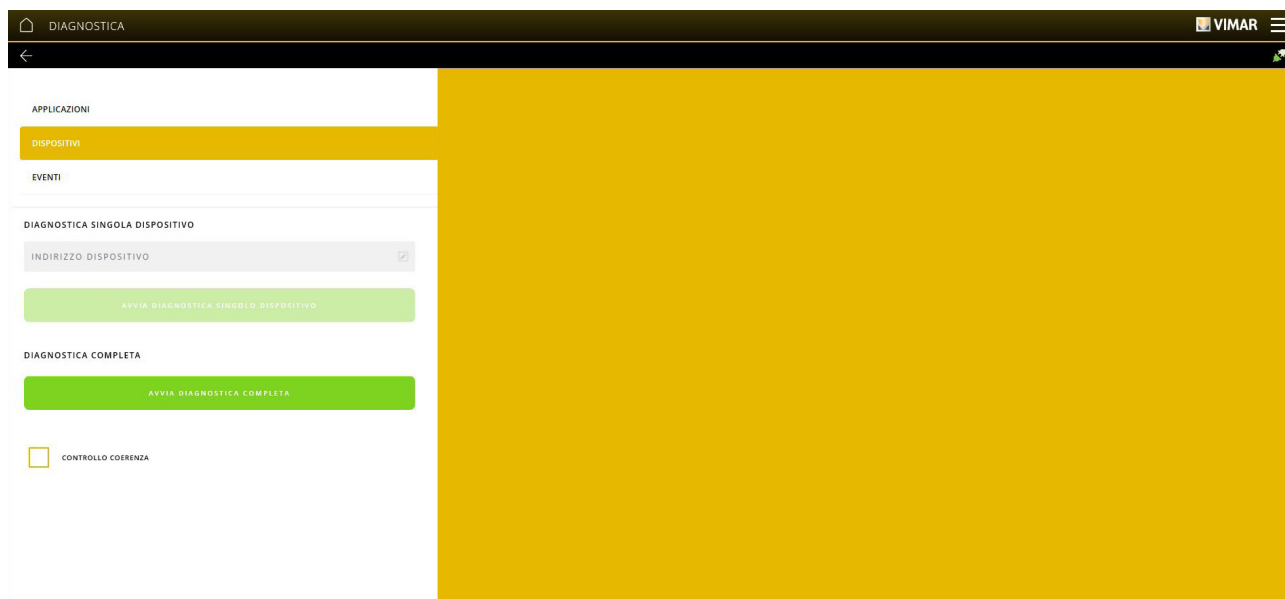 DIAGNOSTICA
VIMAR
APPLICAZIONI
DISPOSITIVI
EVENTI
DIAGNOSTICA SINGOLA DISPOSITIVO
INDIRIZZO DISPOSITIVO
AVVIA DIAGNOSTICA SINGOLO DISPOSITIVO
DIAGNOSTICA COMPLETA
AVVIA DIAGNOSTICA COMPLETA
CONTROLLO COERENZA